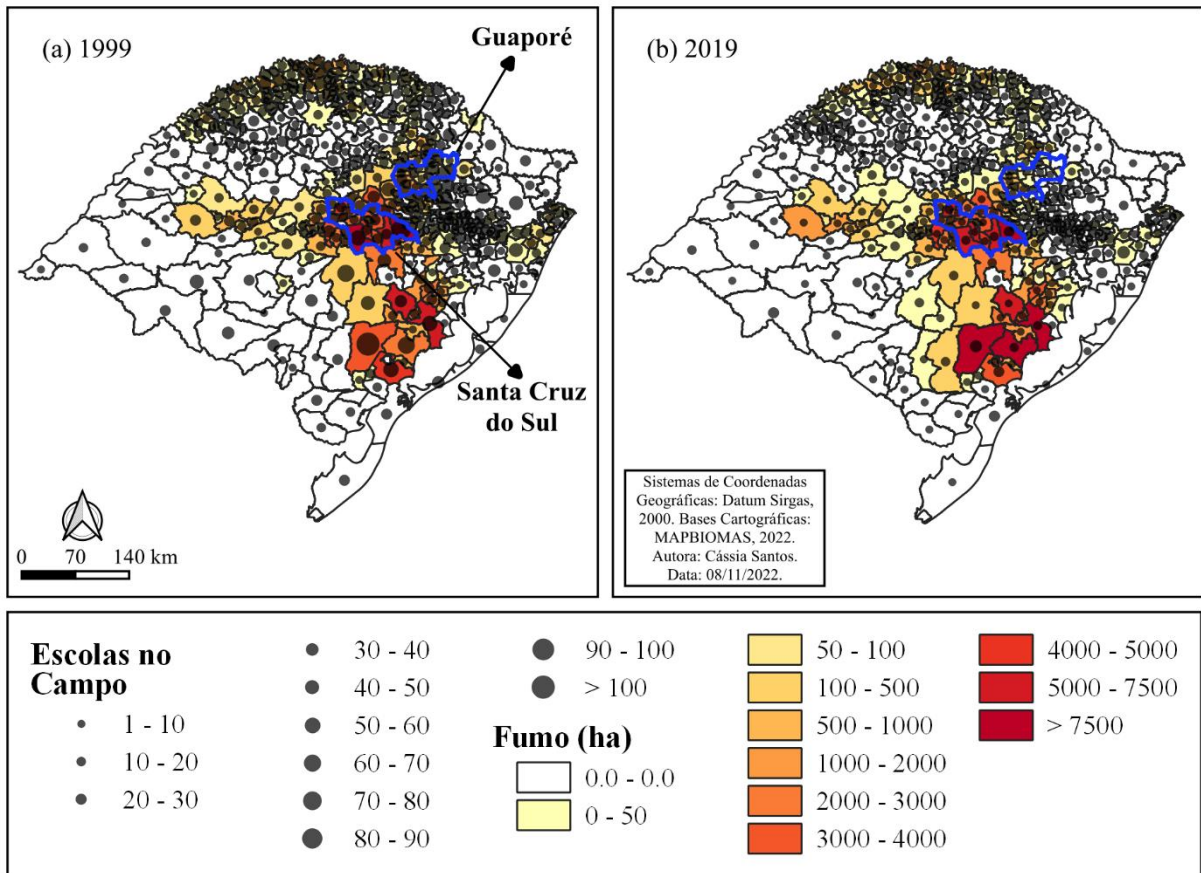 (a) 1999
Guaporé
Santa Cruz
do Sul
0 70 140 km
(b) 2019
Sistemas de Coordenadas
Geográficas: Datum Sirgas,
2000. Bases Cartográficas:
MAPBIOMAS, 2022.
Autora: Cássia Santos.
Data: 08/11/2022.
Escolas no
Campo
1 - 10
10 - 20
20 - 30
30 - 40
40 - 50
50 - 60
60 - 70
70 - 80
80 - 90
90 - 100
> 100
Fumo (ha)
0.0 - 0.0
0 - 50
50 - 100
100 - 500
500 - 1000
1000 - 2000
2000 - 3000
3000 - 4000
4000 - 5000
5000 - 7500
> 7500